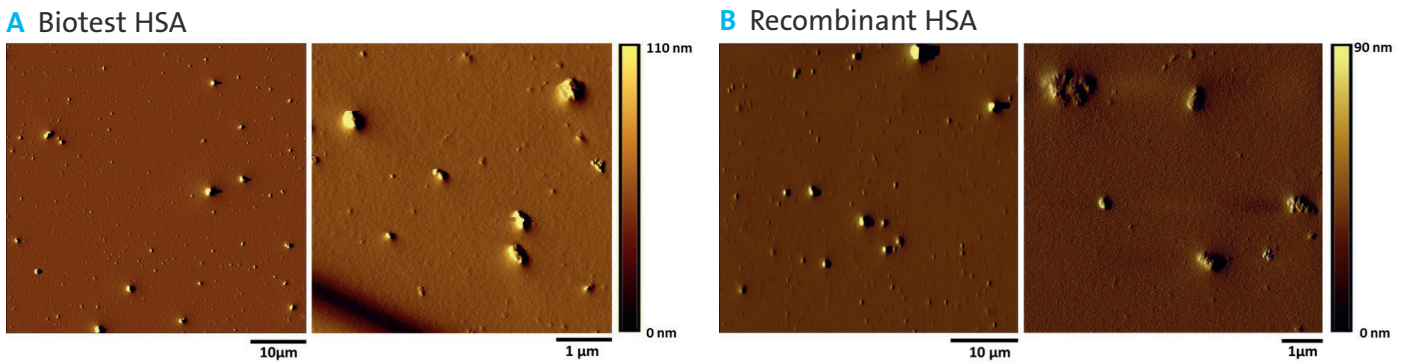 A Biotest HSA
110 nm
0 nm
10µm
1 µm
B Recombinant HSA
90 nm
0 nm
10 µm
1µm